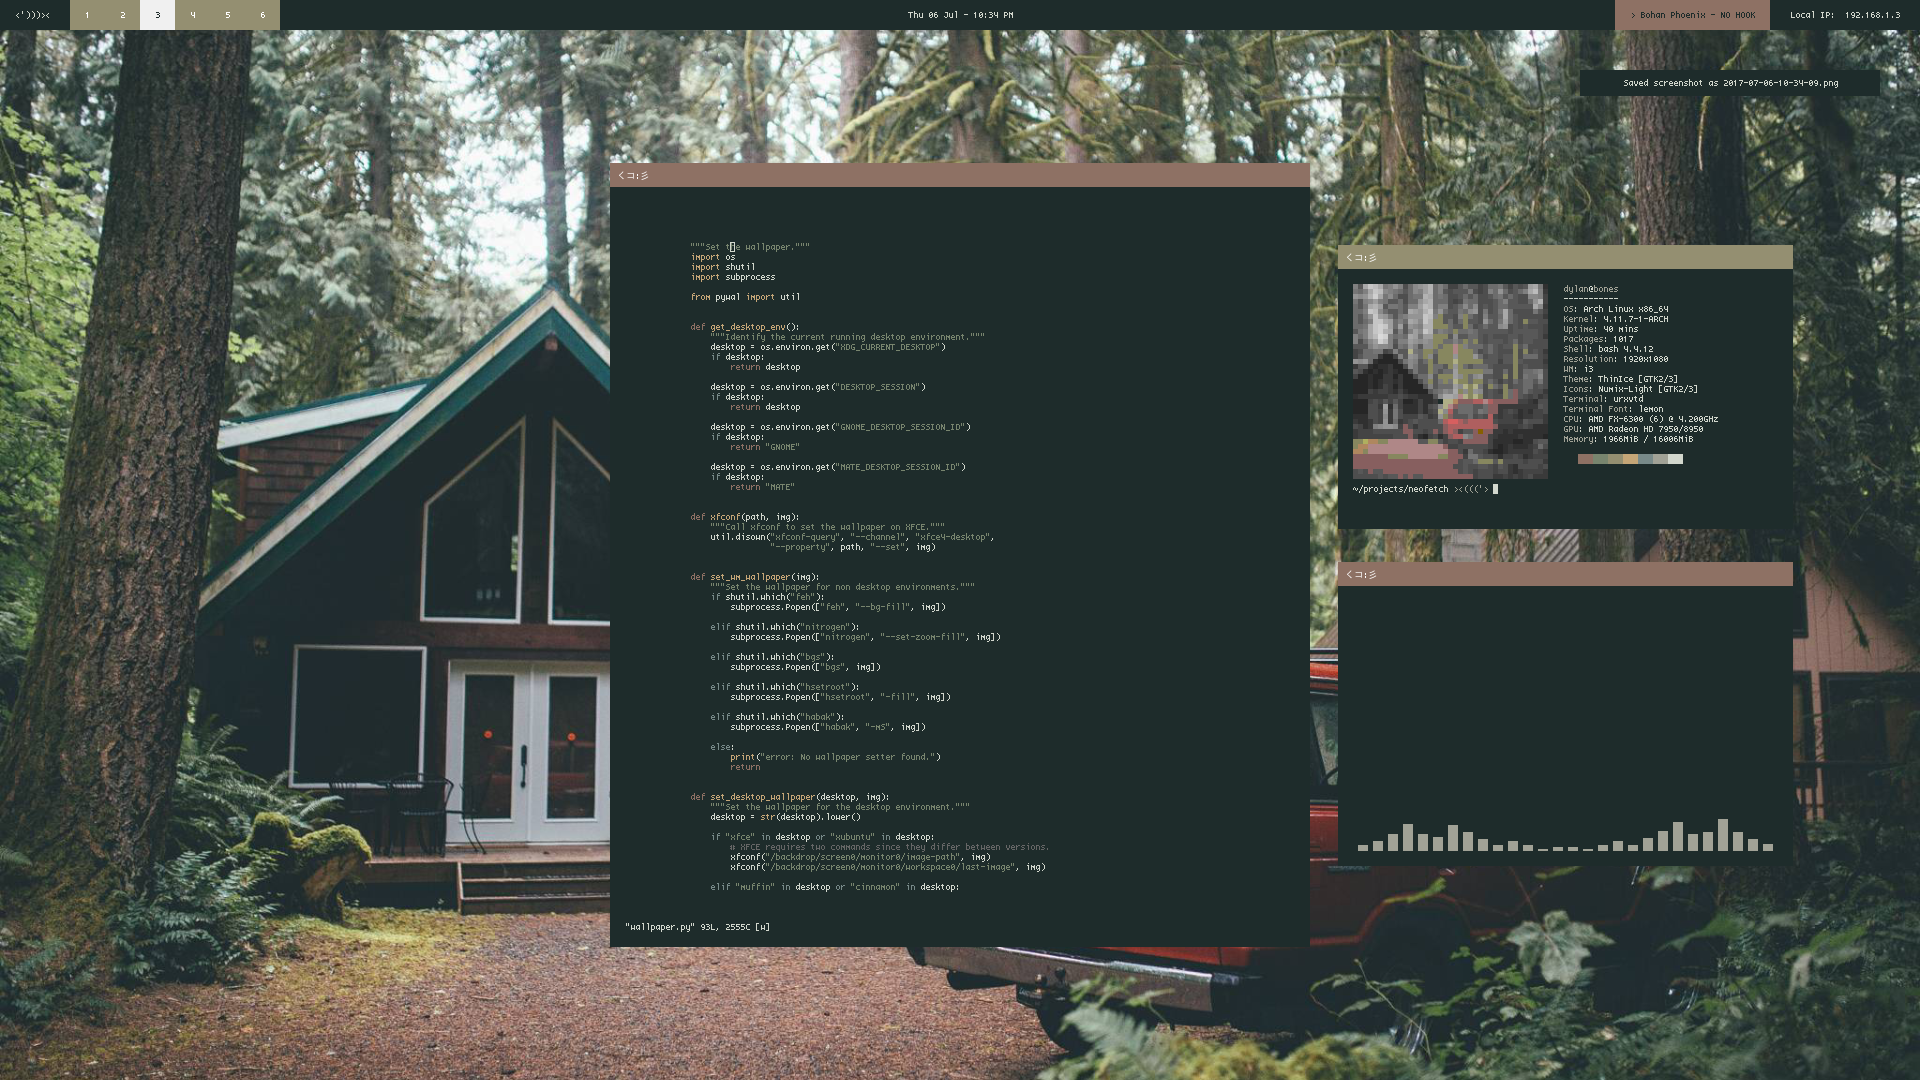 <')))><
1 2 3 4 5 6
Thu 06 Jul - 10:34 PM
> Bohan Phoenix - NO HOOK
Local IP: 192.168.1.3
Saved screenshot as 2017-07-06-10-34-09.png
くコ:彡
"""Set the wallpaper."""
import os
import shutil
import subprocess
from pywal import util
def get_desktop_env():
"""Identify the current running desktop environment."""
desktop = os.environ.get("XDG_CURRENT_DESKTOP")
if desktop:
return desktop
desktop = os.environ.get("DESKTOP_SESSION")
if desktop:
return desktop
desktop = os.environ.get("GNOME_DESKTOP_SESSION_ID")
if desktop:
return "GNOME"
desktop = os.environ.get("MATE_DESKTOP_SESSION_ID")
if desktop:
return "MATE"
def xfconf(path, img):
"""Call xfconf to set the wallpaper on XFCE."""
util.disown("xfconf-query", "--channel", "xfce4-desktop",
"--property", path, "--set", img)
def set_wm_wallpaper(img):
"""Set the wallpaper for non desktop environments."""
if shutil.which("feh"):
subprocess.Popen(["feh", "--bg-fill", img])
elif shutil.which("nitrogen"):
subprocess.Popen(["nitrogen", "--set-zoom-fill", img])
elif shutil.which("bgs"):
subprocess.Popen(["bgs", img])
elif shutil.which("hsetroot"):
subprocess.Popen(["hsetroot", "-fill", img])
elif shutil.which("habak"):
subprocess.Popen(["habak", "-mS", img])
else:
print("error: No wallpaper setter found.")
return
def set_desktop_wallpaper(desktop, img):
"""Set the wallpaper for the desktop environment."""
desktop = str(desktop).lower()
if "xfce" in desktop or "xubuntu" in desktop:
# XFCE requires two commands since they differ between versions.
xfconf("/backdrop/screen0/monitor0/image-path", img)
xfconf("/backdrop/screen0/monitor0/workspace0/last-image", img)
elif "muffin" in desktop or "cinnamon" in desktop:
"wallpaper.py" 93L, 2555C [w]
くコ:彡
dylan@bones
-----------
OS: Arch Linux x86_64
Kernel: 4.11.7-1-ARCH
Uptime: 40 mins
Packages: 1017
Shell: bash 4.4.12
Resolution: 1920x1080
WM: i3
Theme: ThinIce [GTK2/3]
Icons: Numix-Light [GTK2/3]
Terminal: urxvtd
Terminal Font: lemon
CPU: AMD FX-6300 (6) @ 4.200GHz
GPU: AMD Radeon HD 7950/8950
Memory: 1966MiB / 16006MiB
~/projects/neofetch ><((('>
くコ:彡